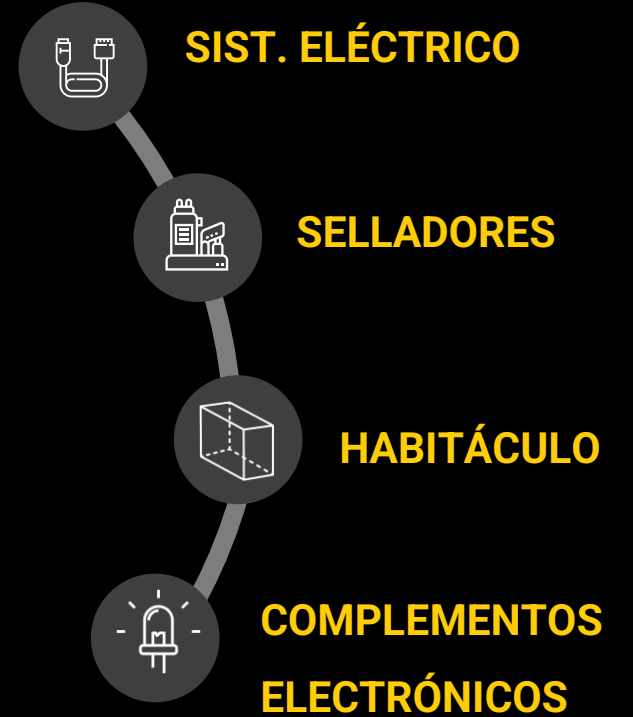 SIST. ELÉCTRICO
SELLADORES
HABITÁCULO
COMPLEMENTOS
ELECTRÓNICOS